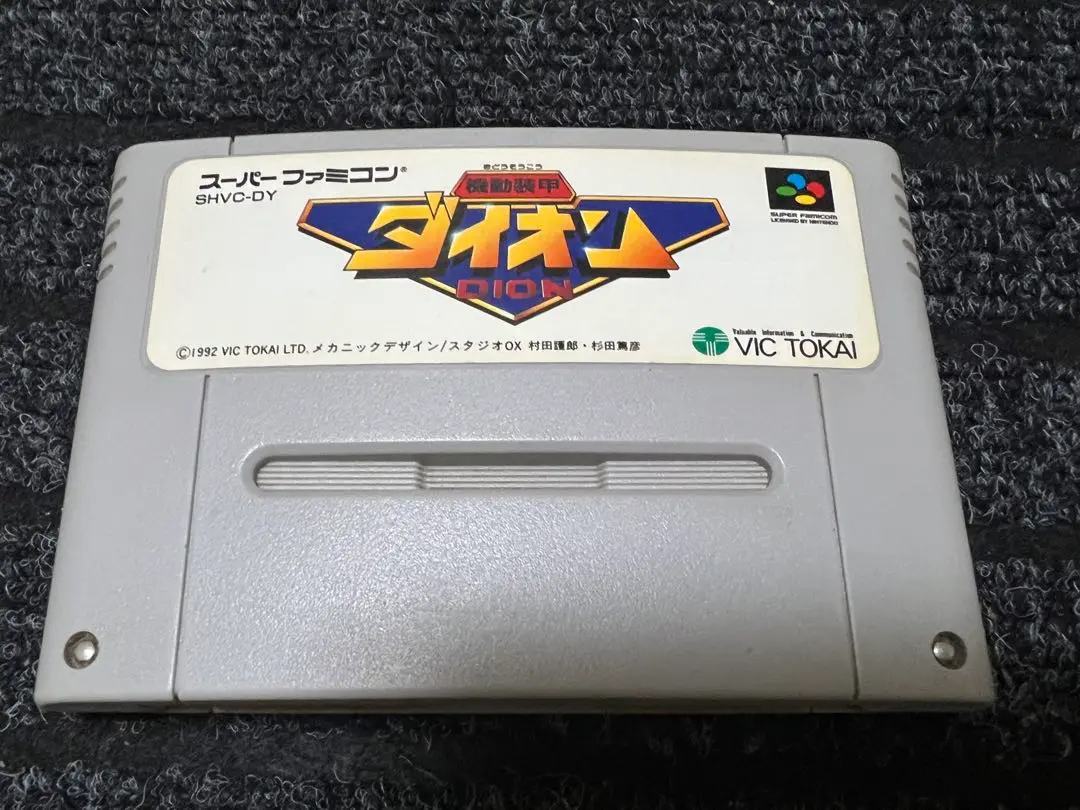 スーパーファミコン®
SHVC-DY
きどうそうこう
機動装甲
ダイオン
DION
SUPER FAMICOM
LICENSED BY NINTENDO
©1992 VIC TOKAI LTD. メカニックデザイン/スタジオOX 村田護郎・杉田篤彦
Valuable Information & Communication
VIC TOKAI